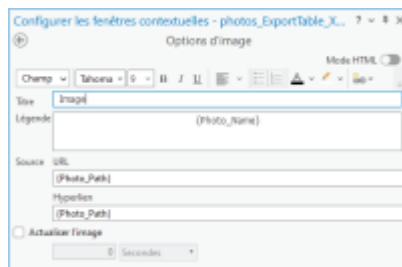 Configurer les fenêtres contextuelles - photos_ExportTable_X...
Options d'image
Mode HTML
Champ Tahoma 9 B I U A
Titre Image
Légende {Photo_Name}
Source URL
{Photo_Path}
Hyperlien
{Photo_Path}
Actualiser l'image
0 Secondes